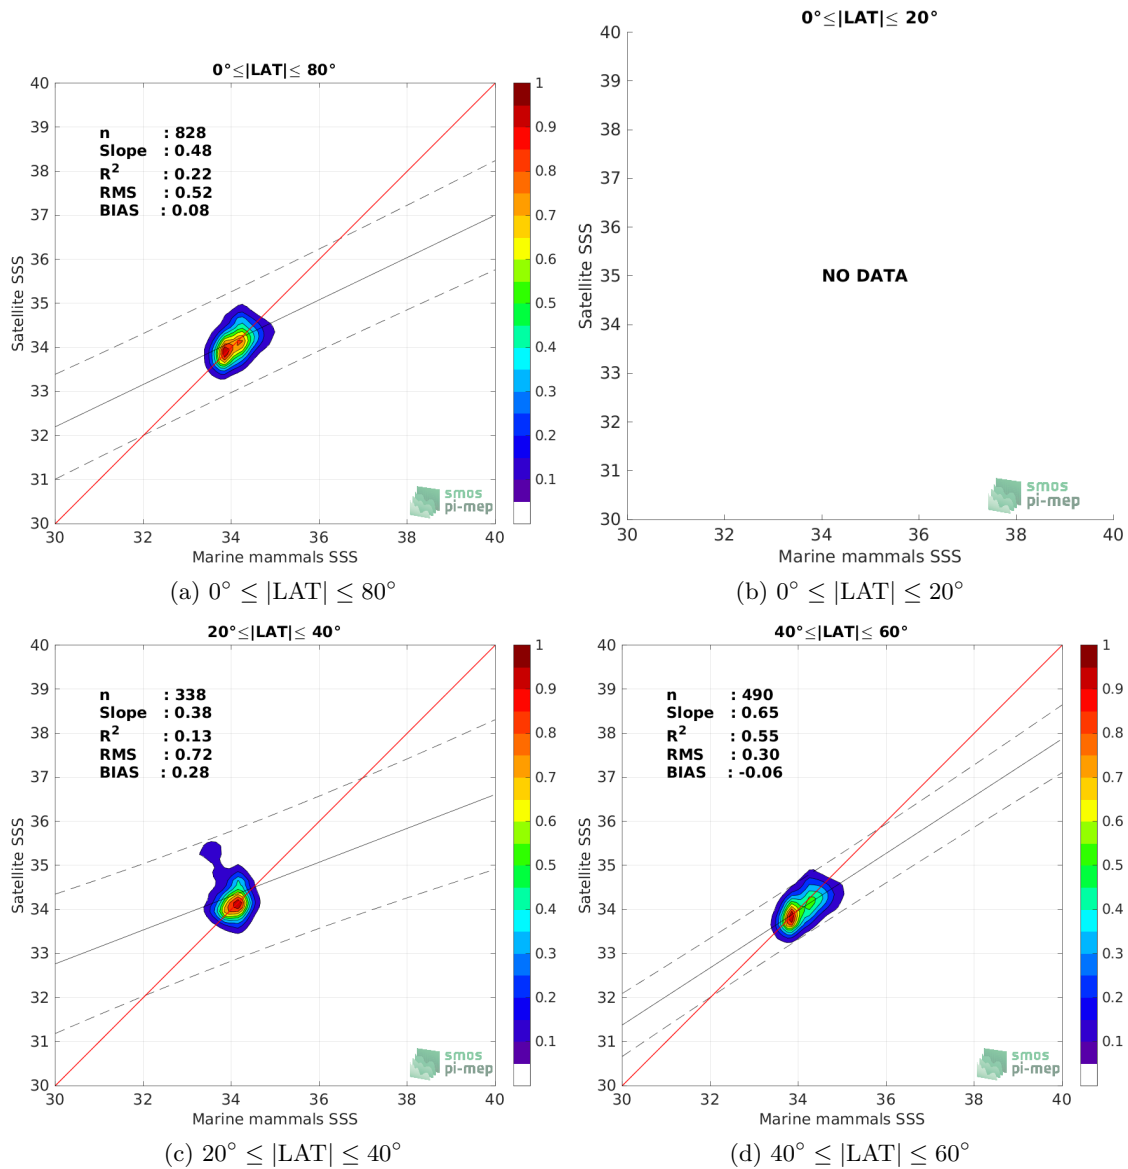 0°≤|LAT|≤ 80°
40
39
38
37
36
35
34
33
32
31
30
Satellite SSS
n : 828
Slope : 0.48
R² : 0.22
RMS : 0.52
BIAS : 0.08
smos
pi-mep
30 32 34 36 38 40
Marine mammals SSS
1
0.9
0.8
0.7
0.6
0.5
0.4
0.3
0.2
0.1
(a) 0° ≤ |LAT| ≤ 80°
0°≤|LAT|≤ 20°
40
39
38
37
36
35
34
33
32
31
30
Satellite SSS
NO DATA
smos
pi-mep
30 32 34 36 38 40
Marine mammals SSS
(b) 0° ≤ |LAT| ≤ 20°
20°≤|LAT|≤ 40°
40
39
38
37
36
35
34
33
32
31
30
Satellite SSS
n : 338
Slope : 0.38
R² : 0.13
RMS : 0.72
BIAS : 0.28
smos
pi-mep
30 32 34 36 38 40
Marine mammals SSS
1
0.9
0.8
0.7
0.6
0.5
0.4
0.3
0.2
0.1
(c) 20° ≤ |LAT| ≤ 40°
40°≤|LAT|≤ 60°
40
39
38
37
36
35
34
33
32
31
30
Satellite SSS
n : 490
Slope : 0.65
R² : 0.55
RMS : 0.30
BIAS : -0.06
smos
pi-mep
30 32 34 36 38 40
Marine mammals SSS
1
0.9
0.8
0.7
0.6
0.5
0.4
0.3
0.2
0.1
(d) 40° ≤ |LAT| ≤ 60°